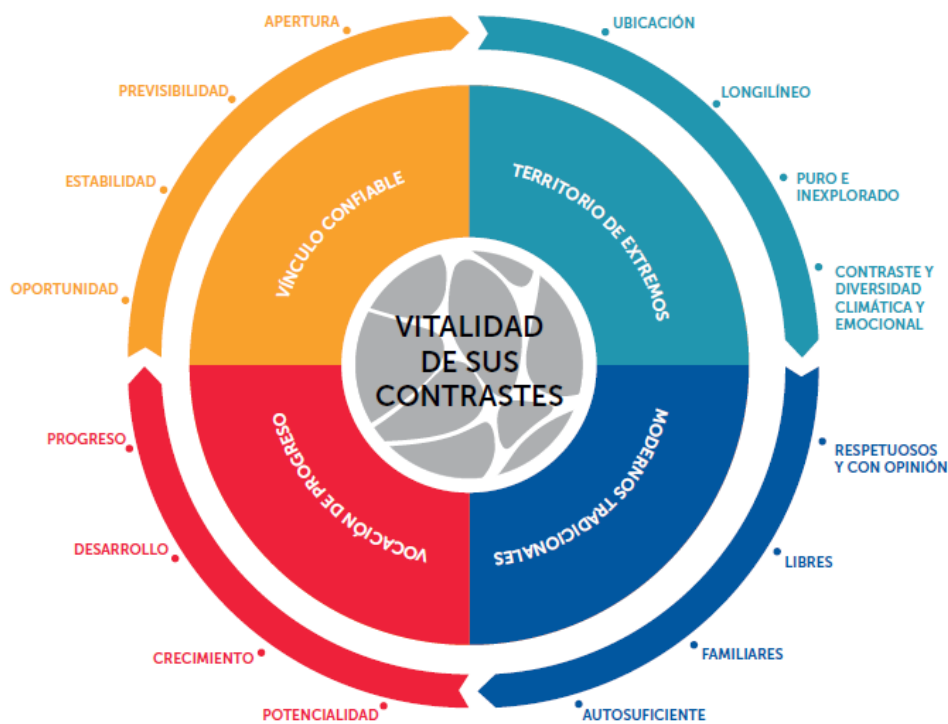 APERTURA
UBICACIÓN
PREVISIBILIDAD
LONGILÍNEO
ESTABILIDAD
PURO E
INEXPLORADO
OPORTUNIDAD
CONTRASTE Y
DIVERSIDAD
CLIMÁTICA Y
EMOCIONAL
VÍNCULO CONFIABLE
TERRITORIO DE EXTREMOS
VITALIDAD
DE SUS
CONTRASTES
VOCACIÓN DE PROGRESO
MODERNOS TRADICIONALES
PROGRESO
RESPETUOSOS
Y CON OPINIÓN
DESARROLLO
LIBRES
CRECIMIENTO
FAMILIARES
POTENCIALIDAD
AUTOSUFICIENTE